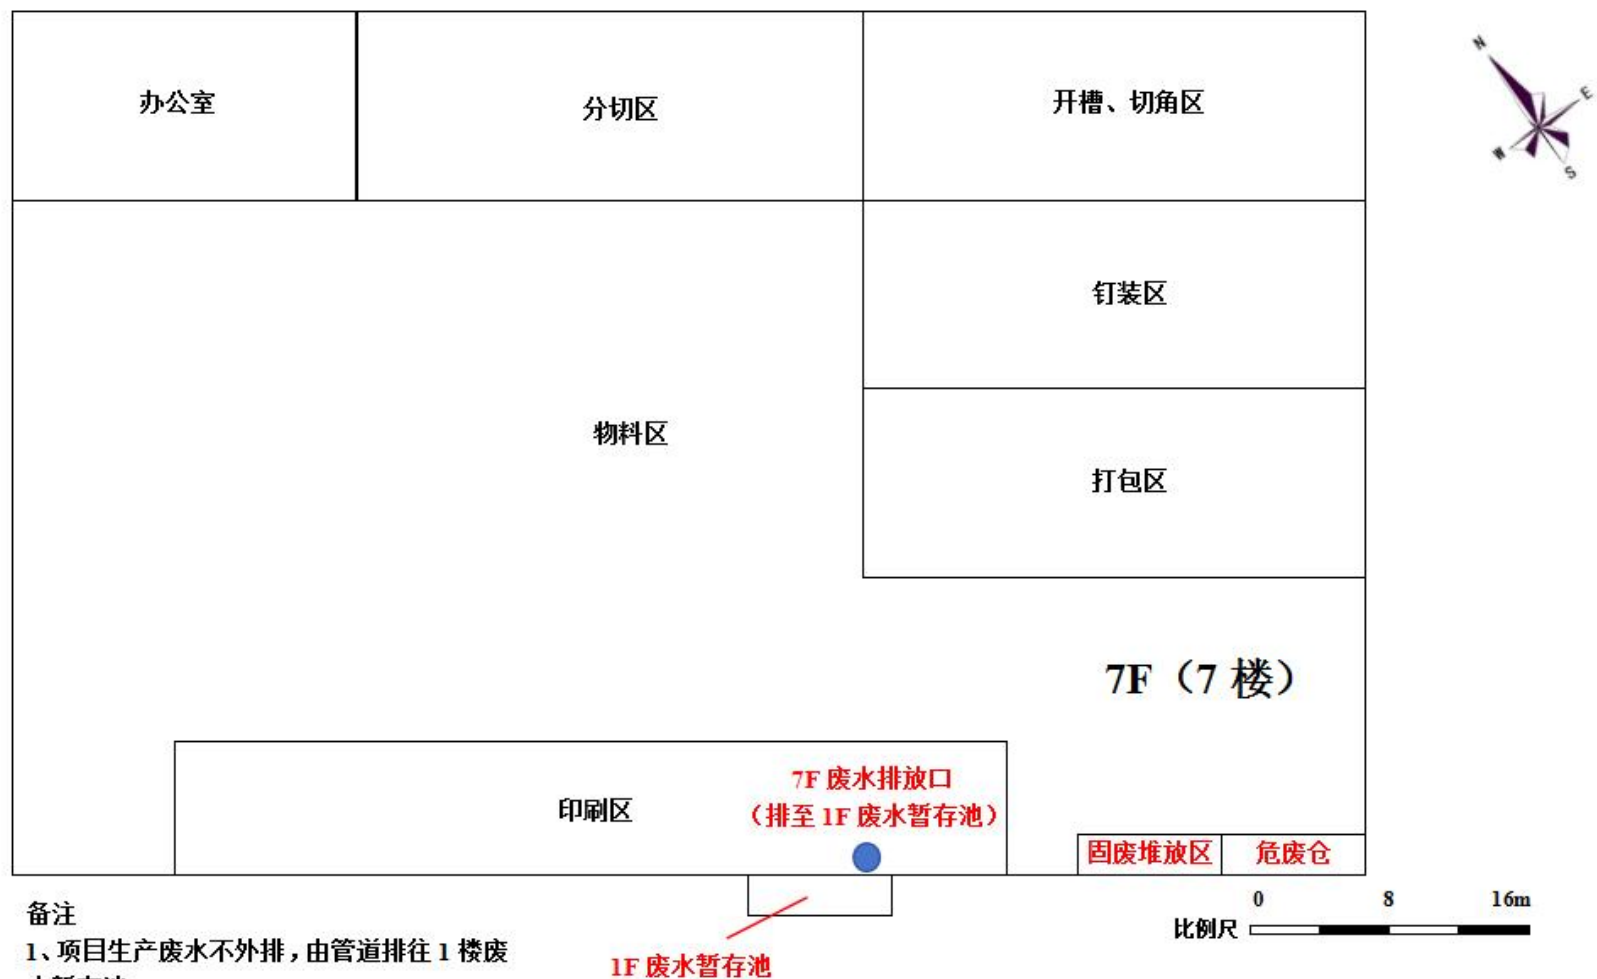 办公室
分切区
开槽、切角区
N
E
W
S
钉装区
物料区
打包区
7F（7 楼）
7F 废水排放口
（排至 1F 废水暂存池）
印刷区
固废堆放区
危废仓
0 8 16m
比例尺
备注
1、项目生产废水不外排，由管道排往 1 楼废
1F 废水暂存池